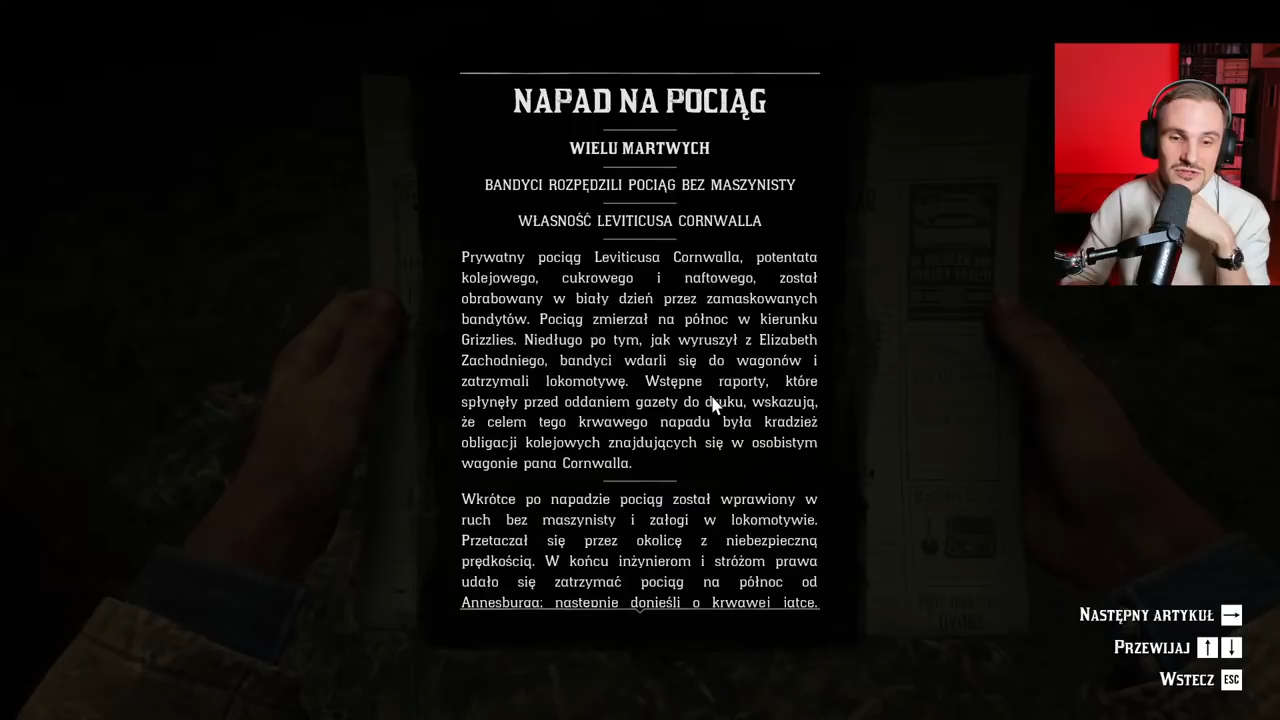 NAPAD NA POCIĄG
WIELU MARTWYCH
BANDYCI ROZPĘDZILI POCIĄG BEZ MASZYNISTY
WŁASNOŚĆ LEVITICUSA CORNWALLA
Prywatny pociąg Leviticusa Cornwalla, potentata
kolejowego, cukrowego i naftowego, został
obrabowany w biały dzień przez zamaskowanych
bandytów. Pociąg zmierzał na północ w kierunku
Grizzlies. Niedługo po tym, jak wyruszył z Elizabeth
Zachodniego, bandyci wdarli się do wagonów i
zatrzymali lokomotywę. Wstępne raporty, które
spłynęły przed oddaniem gazety do druku, wskazują,
że celem tego krwawego napadu była kradzież
obligacji kolejowych znajdujących się w osobistym
wagonie pana Cornwalla.
Wkrótce po napadzie pociąg został wprawiony w
ruch bez maszynisty i załogi w lokomotywie.
Przetaczał się przez okolicę z niebezpieczną
prędkością. W końcu inżynierom i stróżom prawa
udało się zatrzymać pociąg na północ od
Annesburga; następnie donieśli o krwawej jatce.
NASTĘPNY ARTYKUŁ →
PRZEWIJAJ ↑ ↓
WSTECZ ESC